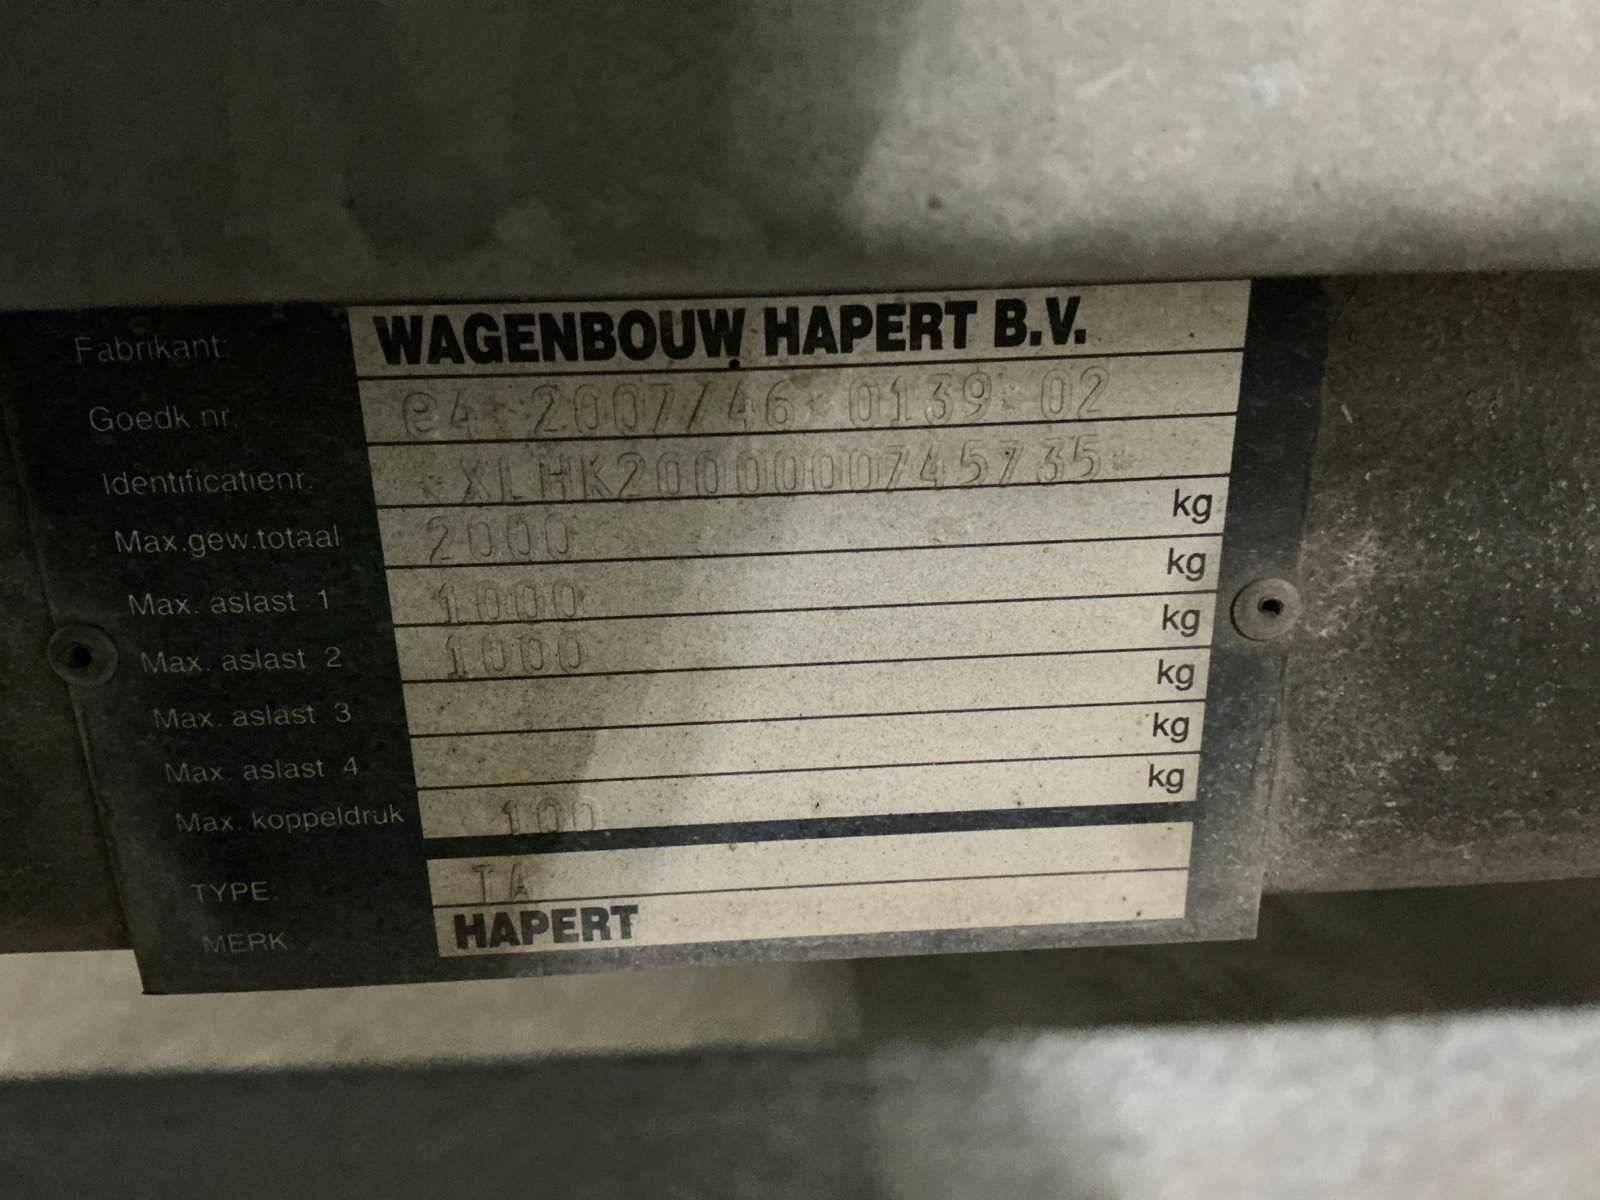 Fabrikant: WAGENBOUW HAPERT B.V.
Goedk.nr. e4*2007/46*0139*02
Identificatienr. *XLHK2000000745735*
Max.gew.totaal 2000 kg
Max. aslast 1 1000 kg
Max. aslast 2 1000 kg
Max. aslast 3 kg
Max. aslast 4 kg
Max. koppeldruk 100 kg
TYPE: TA
MERK HAPERT